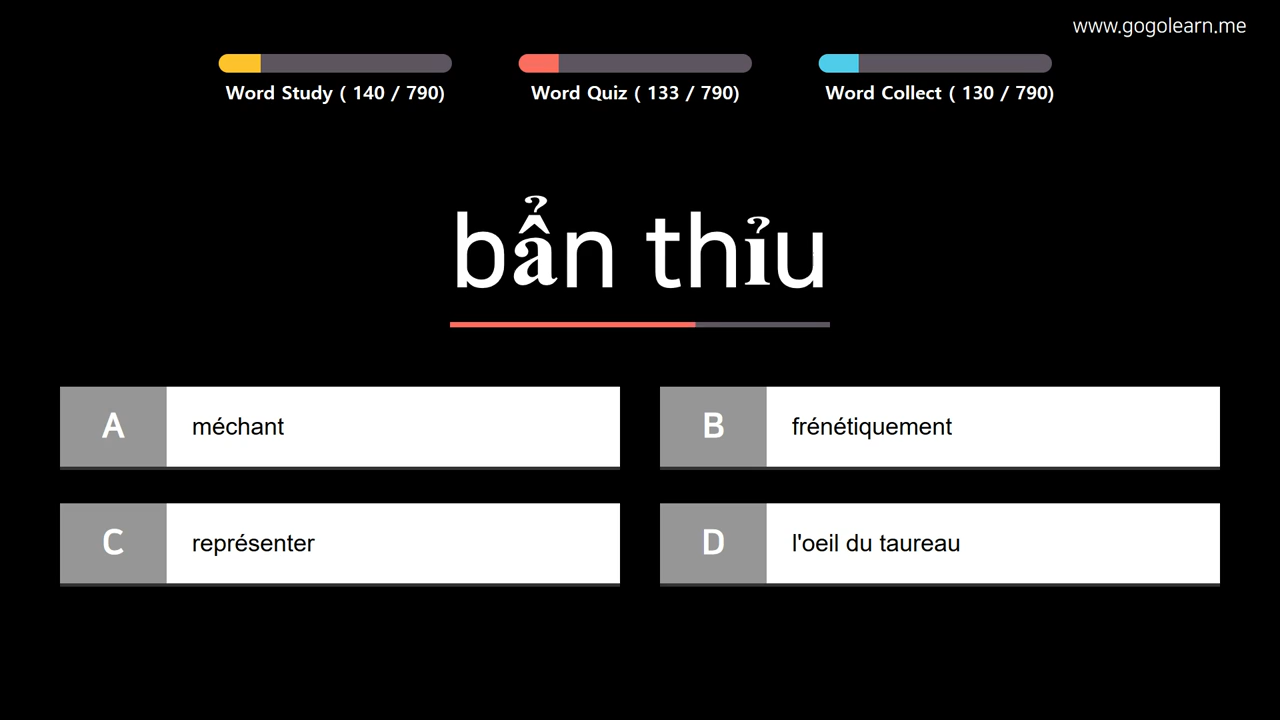 www.gogolearn.me
Word Study ( 140 / 790)
Word Quiz ( 133 / 790)
Word Collect ( 130 / 790)
bẩn thỉu
A méchant
B frénétiquement
C représenter
D l'oeil du taureau